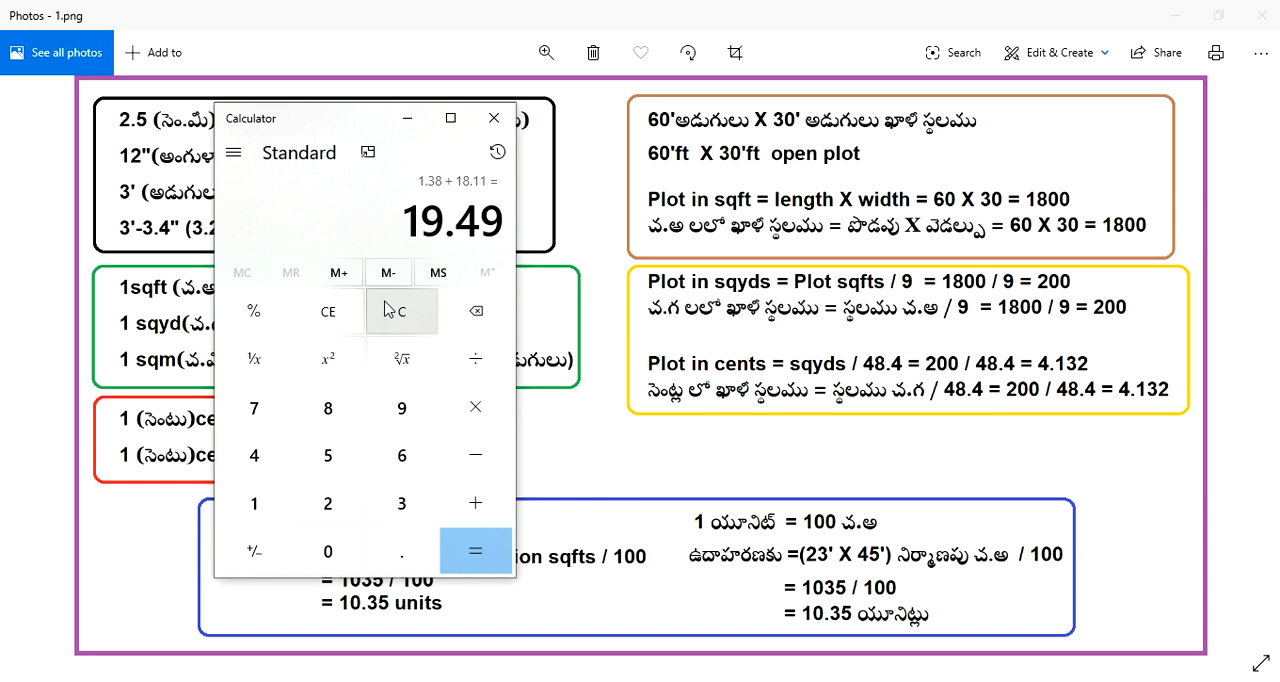 Photos - 1.png
See all photos
Add to
Search
Edit & Create
Share
2.5 (సెం.మి)
12"(అంగుళా
3' (అడుగుల
3'-3.4" (3.2
1sqft (చ.అ
1 sqyd(చ.గ
1 sqm(చ.మీ
డుగులు)
1 (సెంటు)ce
1 (సెంటు)ce
Calculator
Standard
1.38 + 18.11 =
19.49
MC MR M+ M- MS M˅
% CE C
¹/x x² ²√x ÷
7 8 9 ×
4 5 6 −
1 2 3 +
+/− 0 . =
60'అడుగులు X 30' అడుగులు ఖాళీ స్థలము
60'ft X 30'ft open plot
Plot in sqft = length X width = 60 X 30 = 1800
చ.అ లలో ఖాళీ స్థలము = పొడవు X వెడల్పు = 60 X 30 = 1800
Plot in sqyds = Plot sqfts / 9 = 1800 / 9 = 200
చ.గ లలో ఖాళీ స్థలము = స్థలము చ.అ / 9 = 1800 / 9 = 200
Plot in cents = sqyds / 48.4 = 200 / 48.4 = 4.132
సెంట్ల లో ఖాళీ స్థలము = స్థలము చ.గ / 48.4 = 200 / 48.4 = 4.132
ion sqfts / 100
= 1035 / 100
= 10.35 units
1 యూనిట్ = 100 చ.అ
ఉదాహరణకు =(23' X 45') నిర్మాణపు చ.అ / 100
= 1035 / 100
= 10.35 యూనిట్లు